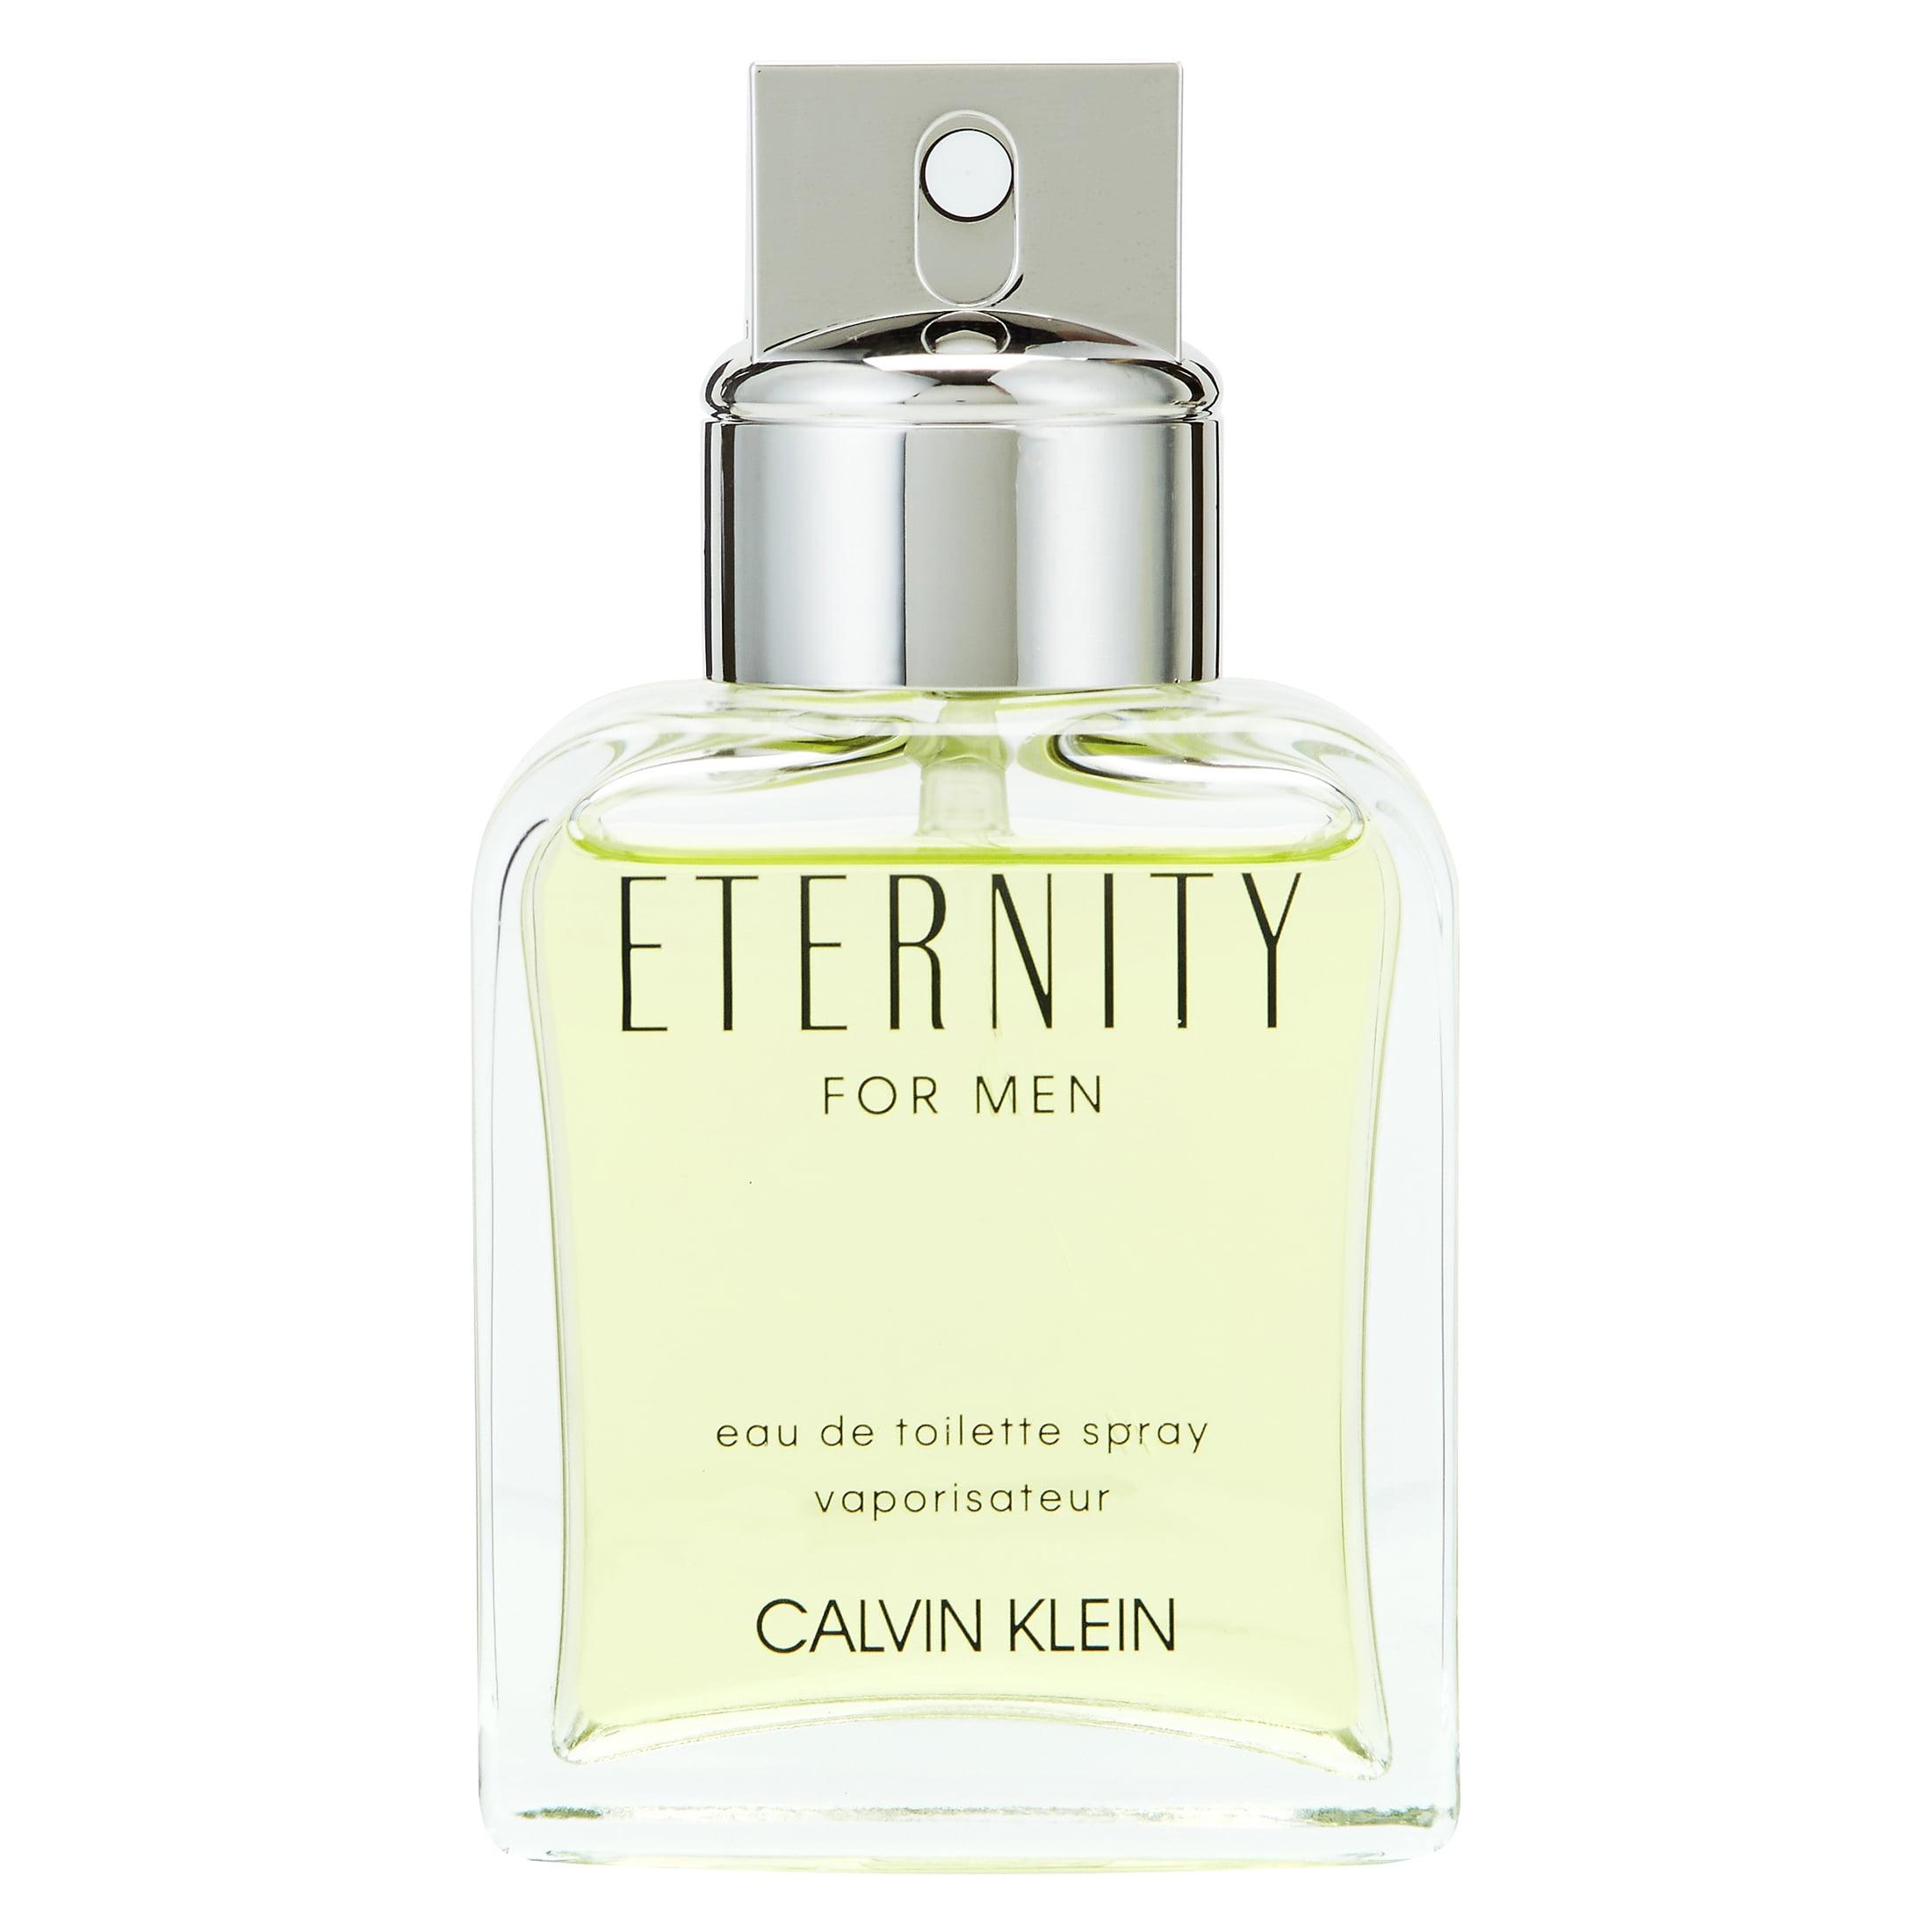 ETERNITY
FOR MEN
eau de toilette spray
vaporisateur
CALVIN KLEIN